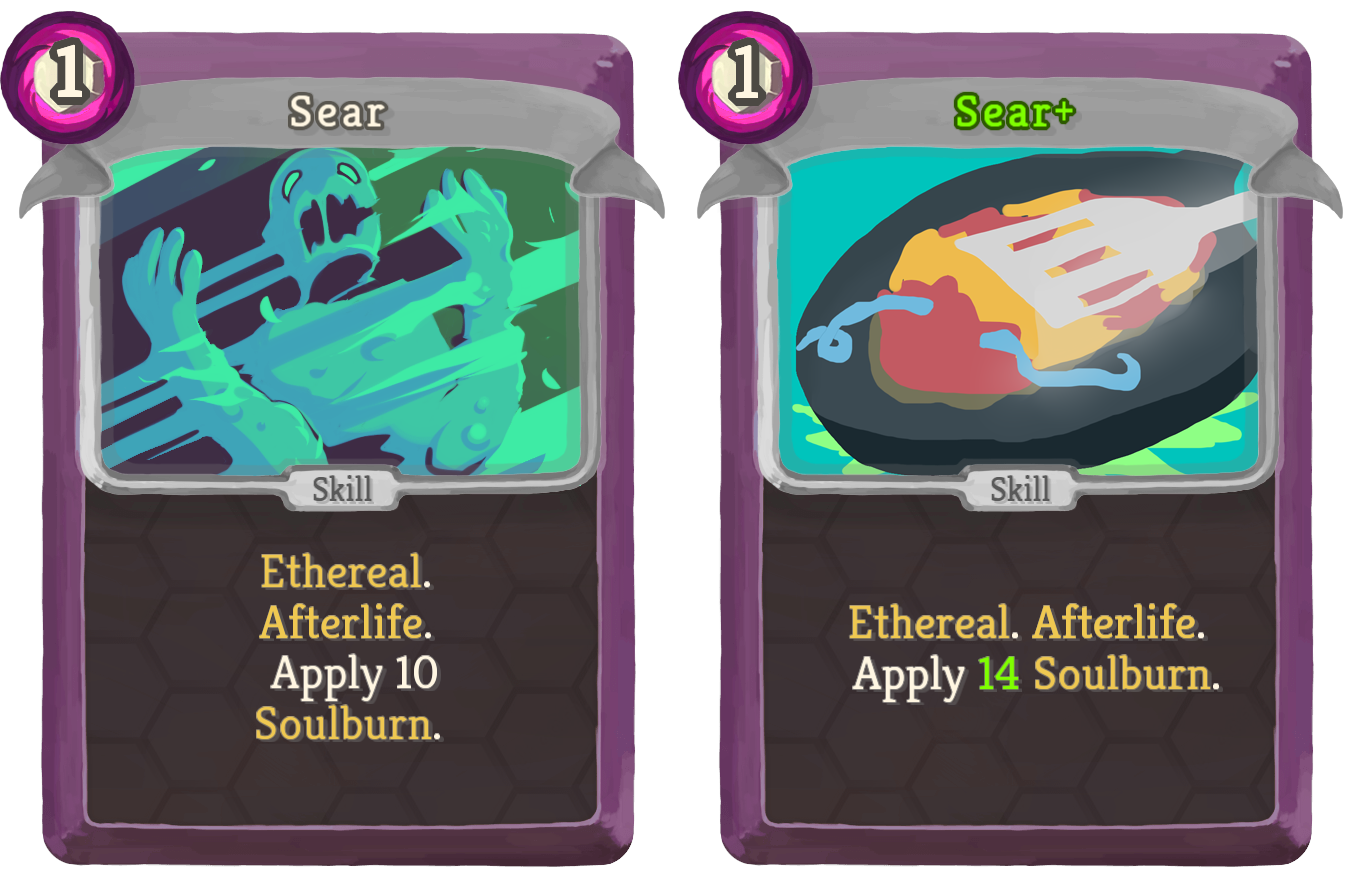 1
Sear
Skill
Ethereal.
Afterlife.
Apply 10
Soulburn.
1
Sear+
Skill
Ethereal. Afterlife.
Apply 14 Soulburn.